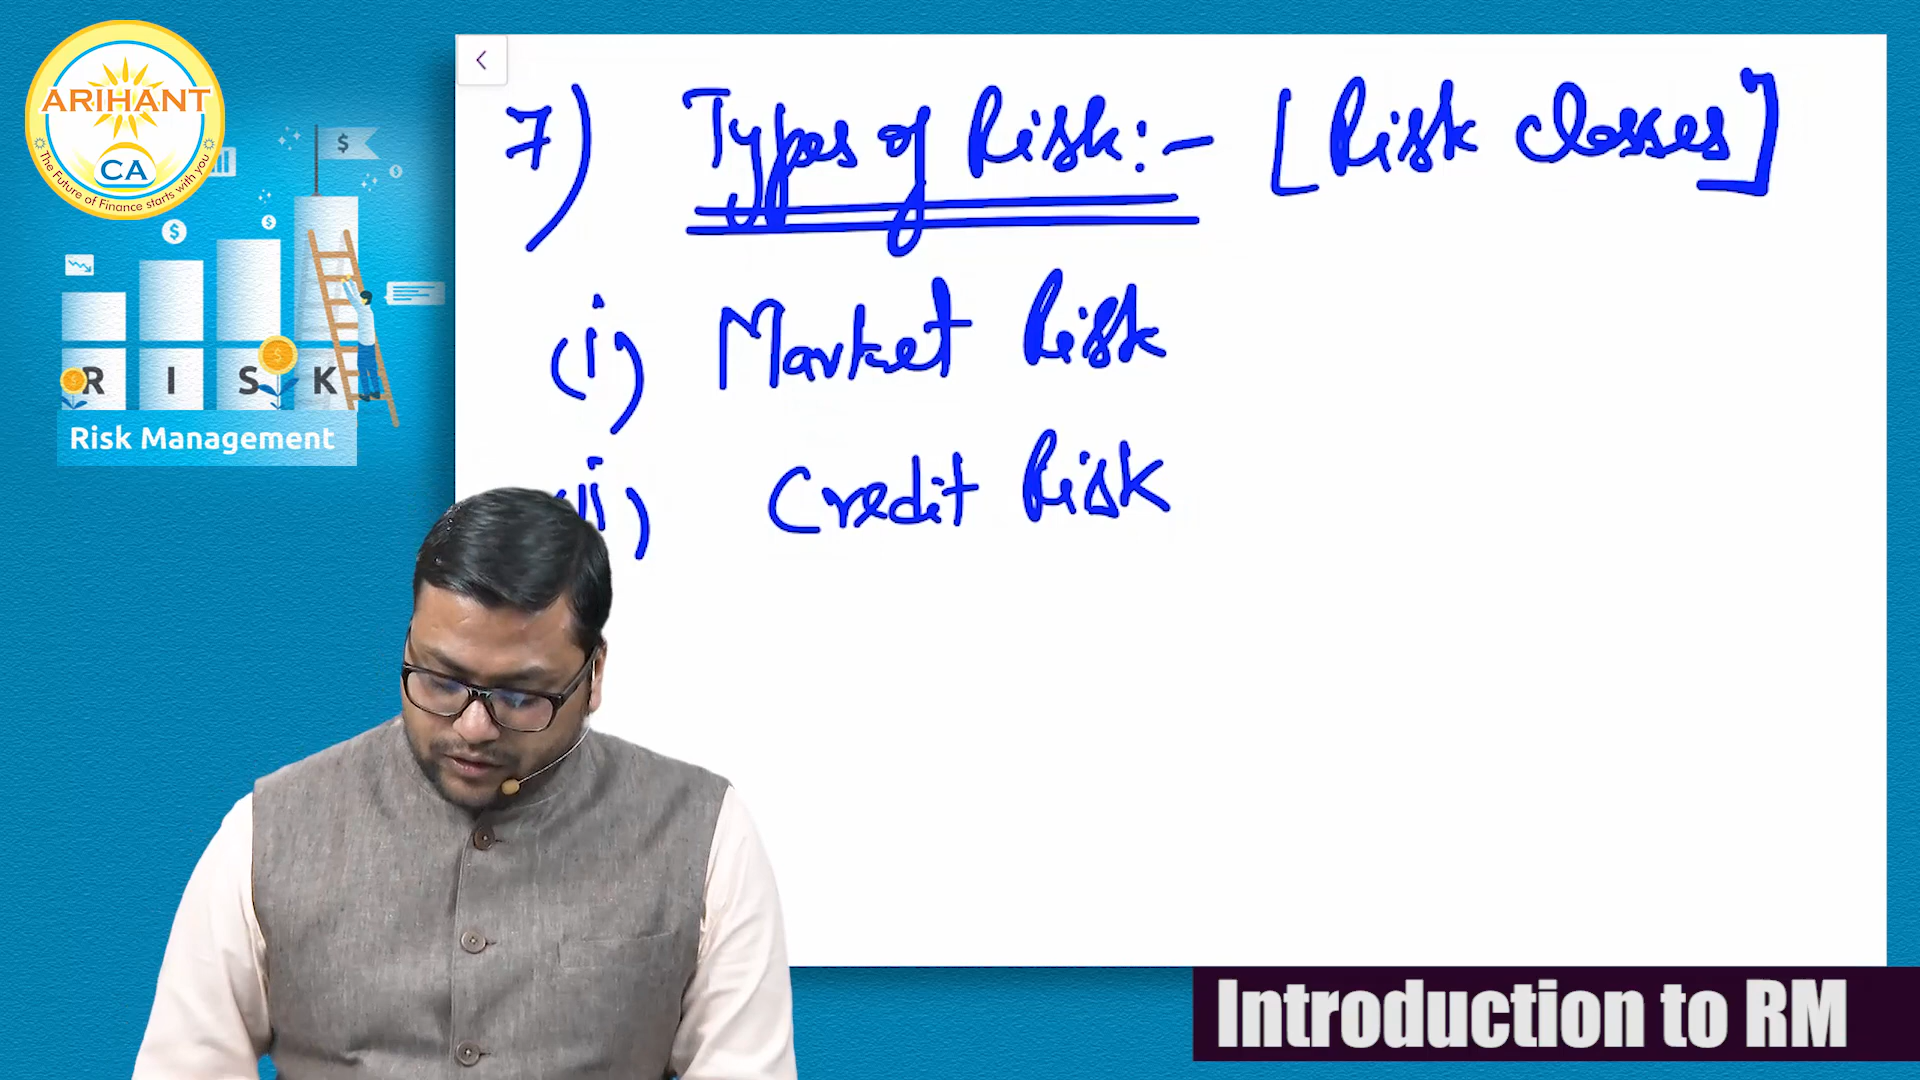 ARIHANT
CA
The Future of Finance starts with you
R I S K
Risk Management
7) Types of Risk:- [Risk Classes]
(i) Market Risk
(ii) Credit Risk
Introduction to RM